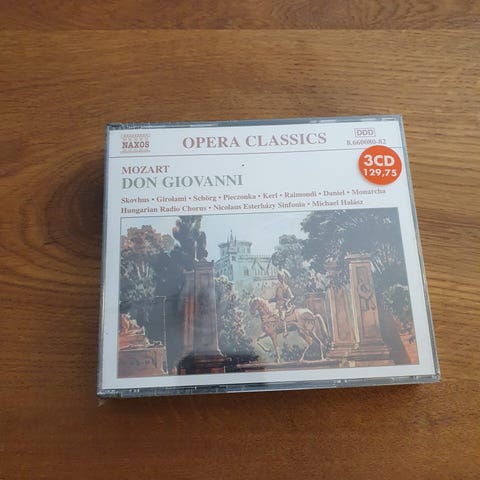 NAXOS
OPERA CLASSICS
DDD
8.660080-82
MOZART
DON GIOVANNI
3CD
129,75
Skovhus • Girolami • Schörg • Pieczonka • Kerl • Raimondi • Daniel • Monarcha
Hungarian Radio Chorus • Nicolaus Esterházy Sinfonia • Michael Halász